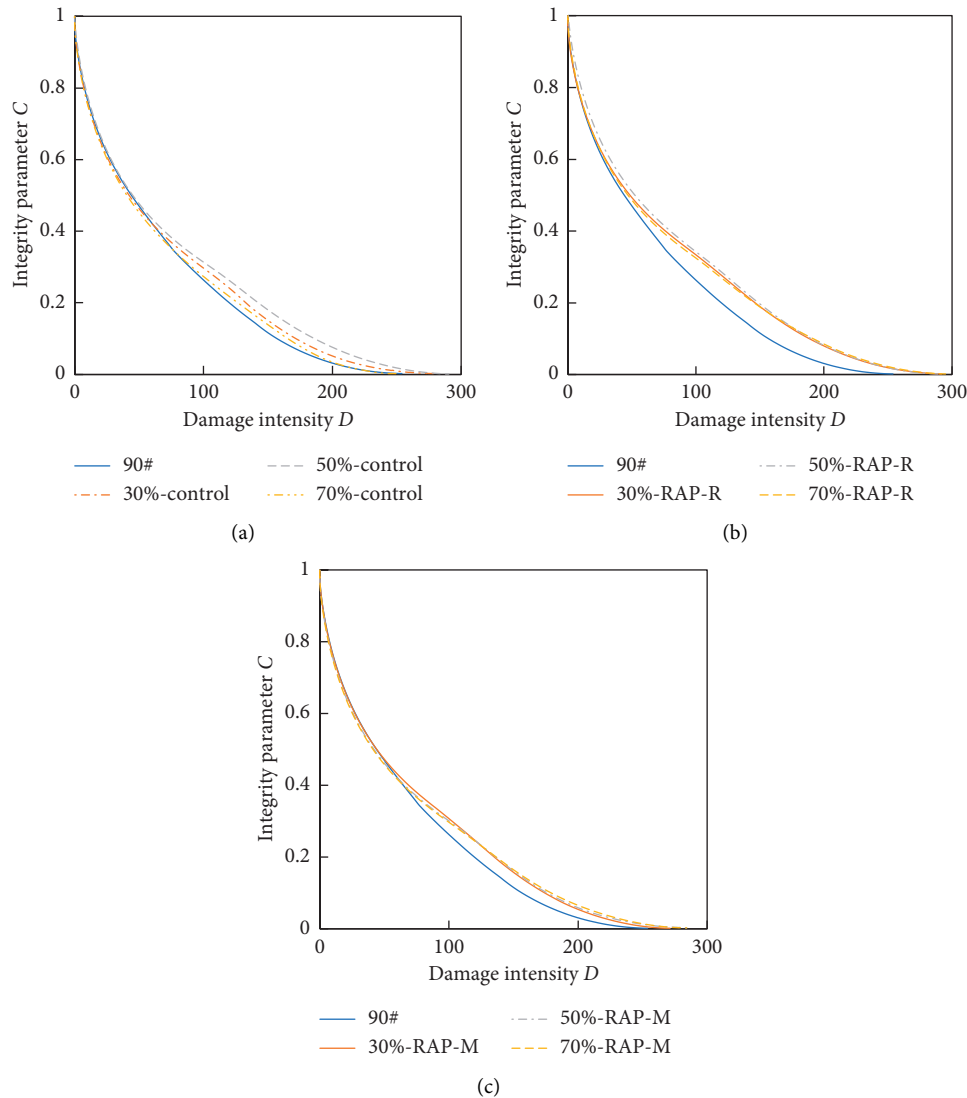 1
0.8
0.6
0.4
0.2
0
Integrity parameter C
0 100 200 300
Damage intensity D
90# 50%-control
30%-control 70%-control
(a)
1
0.8
0.6
0.4
0.2
0
Integrity parameter C
0 100 200 300
Damage intensity D
90# 50%-RAP-R
30%-RAP-R 70%-RAP-R
(b)
1
0.8
0.6
0.4
0.2
0
Integrity parameter C
0 100 200 300
Damage intensity D
90# 50%-RAP-M
30%-RAP-M 70%-RAP-M
(c)